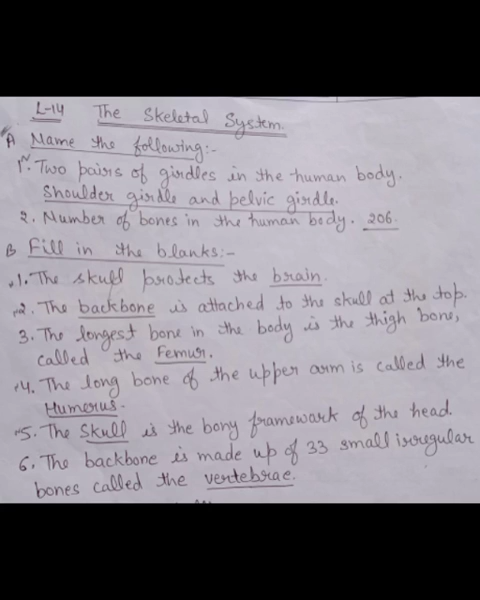 L-14 The Skeletal System.
A Name the following:-
1. Two pairs of girdles in the human body.
Shoulder girdle and pelvic girdle.
2. Number of bones in the human body. 206.
B Fill in the blanks:-
1. The skull protects the brain.
2. The backbone is attached to the skull at the top.
3. The longest bone in the body is the thigh bone,
called the Femur.
4. The long bone of the upper arm is called the
Humerus.
5. The Skull is the bony framework of the head.
6. The backbone is made up of 33 small irregular
bones called the vertebrae.